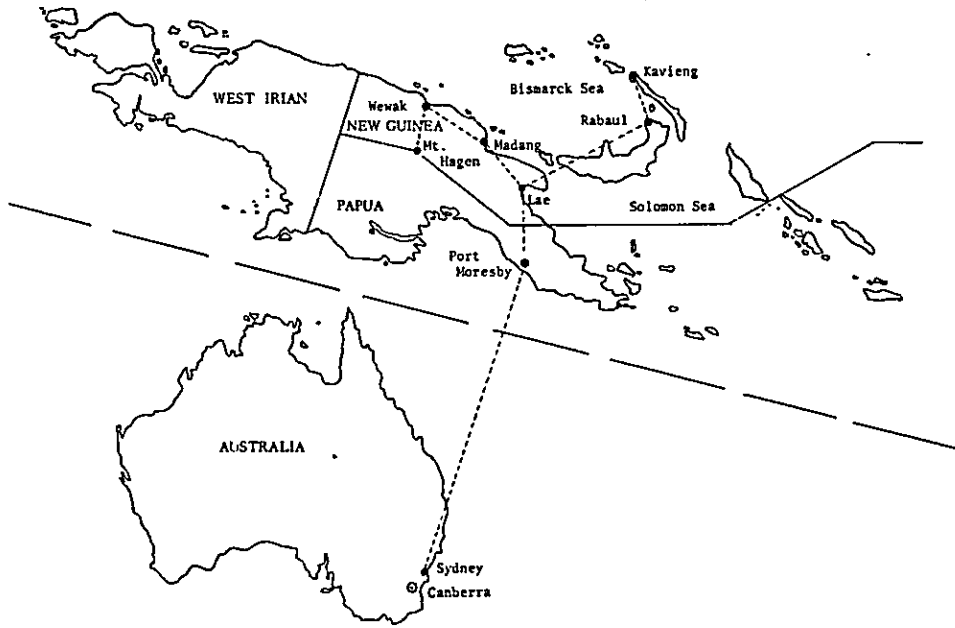 Kavieng
Bismarck Sea
WEST IRIAN
Wewak
Rabaul
NEW GUINEA
Mt.
Hagen
Madang
Lae
PAPUA
Solomon Sea
Port
Moresby
AUSTRALIA
Sydney
Canberra